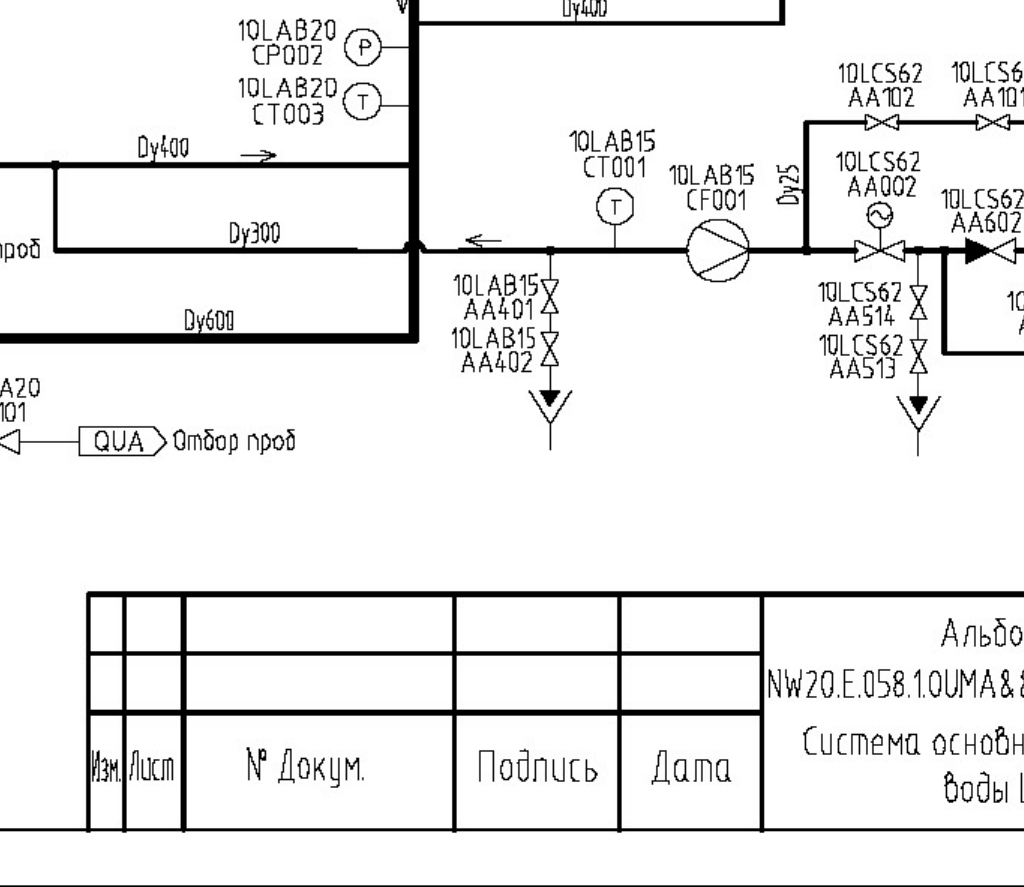 Dy400
10LAB20
CP002
P
10LAB20
CT003
T
10LCS62
AA102
10LCS6
AA101
Dy400
10LAB15
CT001
T
10LAB15
CF001
Dy25
10LCS62
AA002
10LCS62
AA602
проб
Dy300
10LAB15
AA401
10LAB15
AA402
10LCS62
AA514
10LCS62
AA513
10
Dy600
A20
101
QUA
Отбор проб
Альбо
NW20.E.058.1.0UMA&&
Система основн
воды
Изм.
Лист
№ Докум.
Подпись
Дата